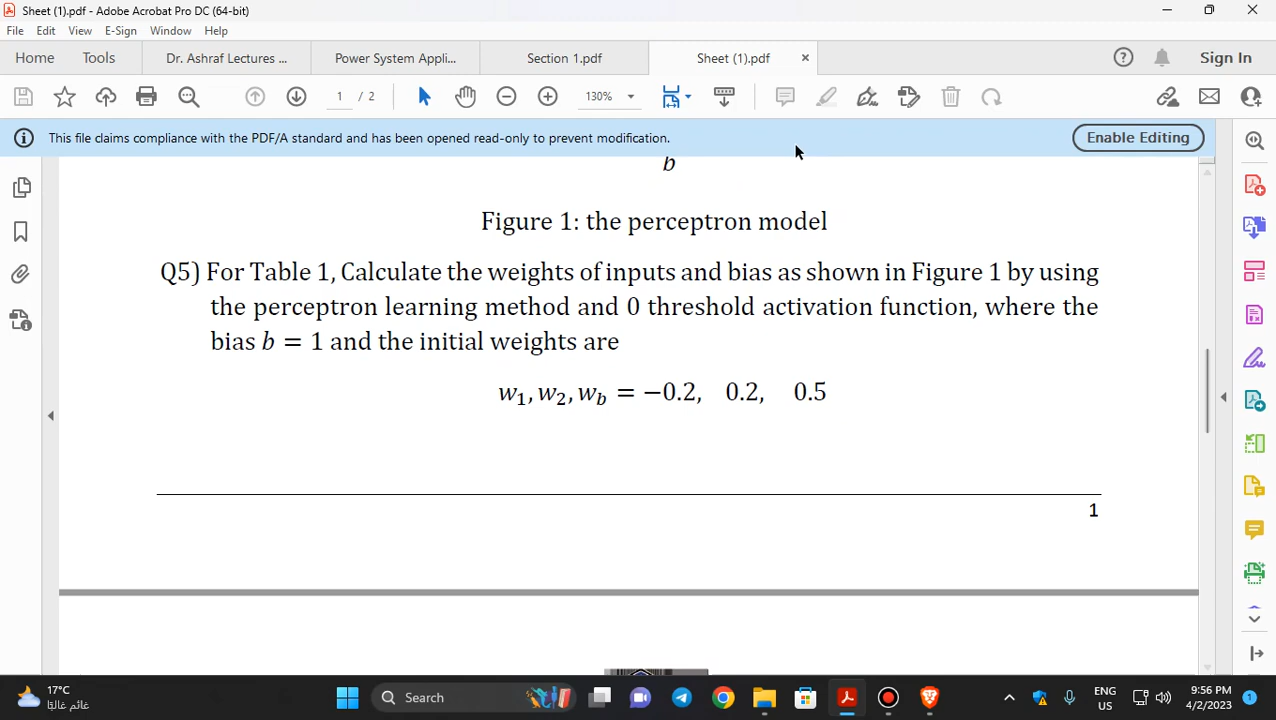 Sheet (1).pdf - Adobe Acrobat Pro DC (64-bit)
File Edit View E-Sign Window Help
Home Tools Dr. Ashraf Lectures ... Power System Appli... Section 1.pdf Sheet (1).pdf × Sign In
1 / 2 130%
This file claims compliance with the PDF/A standard and has been opened read-only to prevent modification. Enable Editing
b
Figure 1: the perceptron model
Q5) For Table 1, Calculate the weights of inputs and bias as shown in Figure 1 by using
the perceptron learning method and 0 threshold activation function, where the
bias b = 1 and the initial weights are
w₁, w₂, w_b = −0.2, 0.2, 0.5
1
17°C
غائم غالبًا
Search
ENG
US
9:56 PM
4/2/2023
1